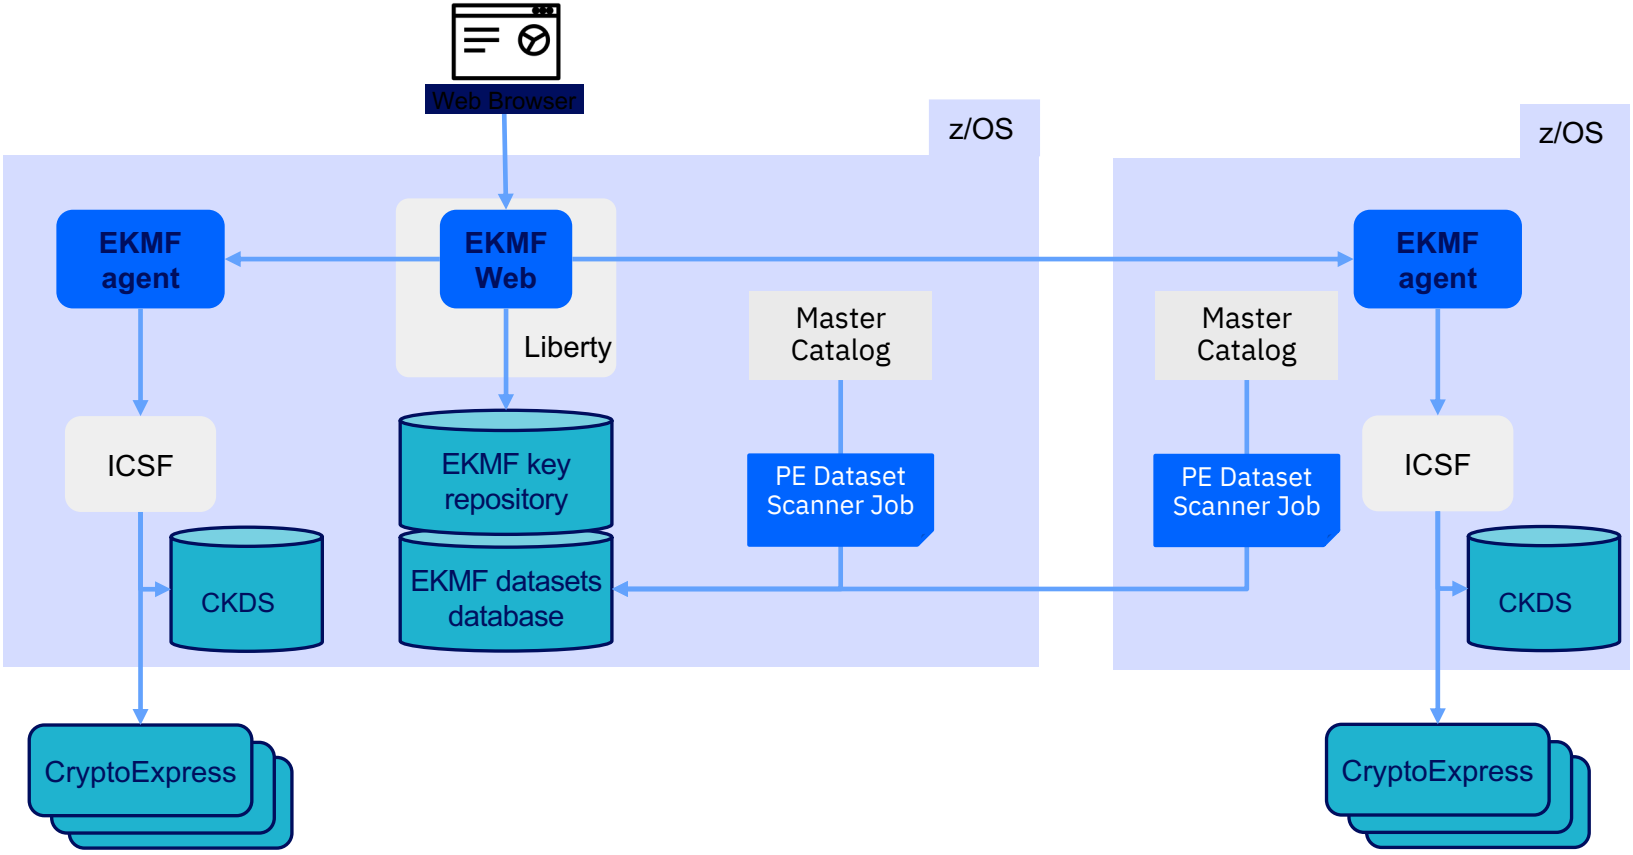 Web Browser
z/OS
z/OS
EKMF
agent
EKMF
Web
Liberty
EKMF
agent
Master
Catalog
Master
Catalog
ICSF
EKMF key
repository
PE Dataset
Scanner Job
PE Dataset
Scanner Job
ICSF
CKDS
EKMF datasets
database
CKDS
CryptoExpress
CryptoExpress